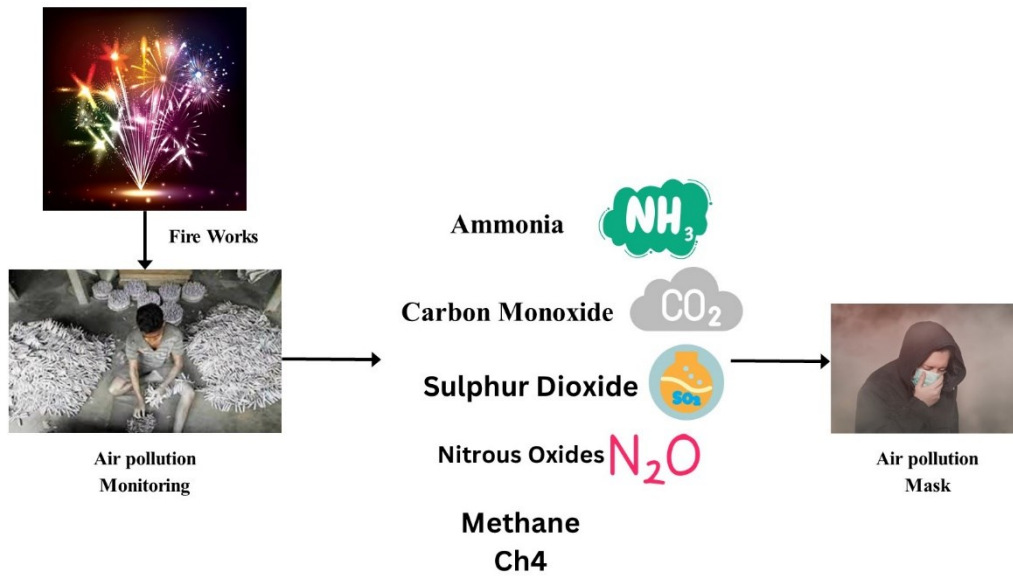 Fire Works
Air pollution
Monitoring
Ammonia NH3
Carbon Monoxide CO2
Sulphur Dioxide SO2
Nitrous Oxides N2O
Methane
Ch4
Air pollution
Mask